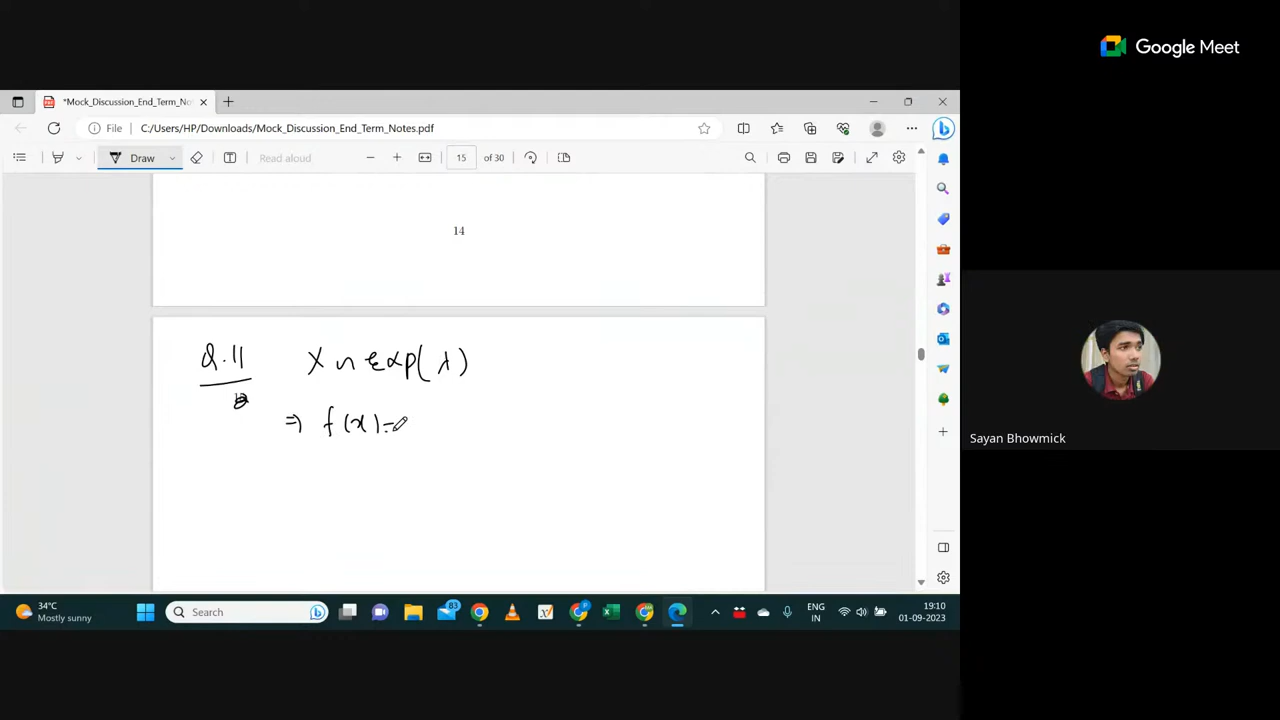 Google Meet
*Mock_Discussion_End_Term_No
File C:/Users/HP/Downloads/Mock_Discussion_End_Term_Notes.pdf
Draw Read aloud 15 of 30
14
Q.11 X ~ exp(λ)
⇒ f(x)=
Sayan Bhowmick
34°C
Mostly sunny
Search
83
ENG
IN
19:10
01-09-2023